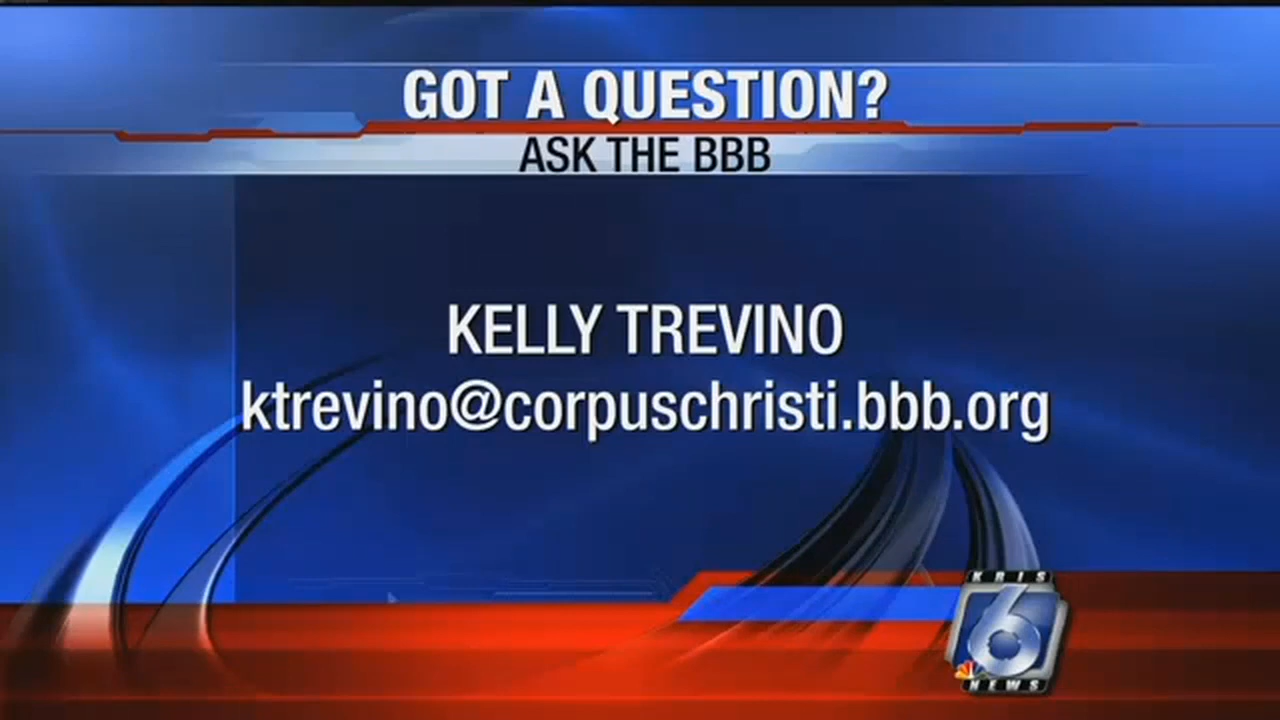 GOT A QUESTION?
ASK THE BBB
KELLY TREVINO
ktrevino@corpuschristi.bbb.org
KRIS
6
NEWS